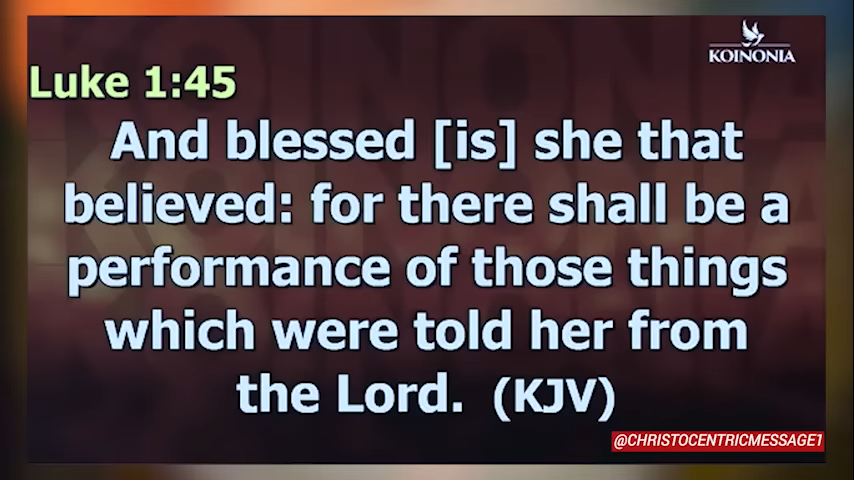 KOINONIA
Luke 1:45
And blessed [is] she that
believed: for there shall be a
performance of those things
which were told her from
the Lord. (KJV)
@CHRISTOCENTRICMESSAGE1